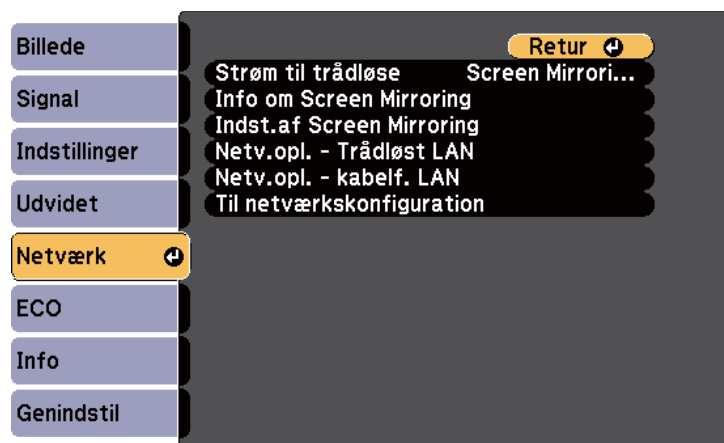 Billede
Signal
Indstillinger
Udvidet
Netværk
ECO
Info
Genindstil
Retur
Strøm til trådløse Screen Mirrori...
Info om Screen Mirroring
Indst.af Screen Mirroring
Netv.opl. - Trådløst LAN
Netv.opl. - kabelf. LAN
Til netværkskonfiguration